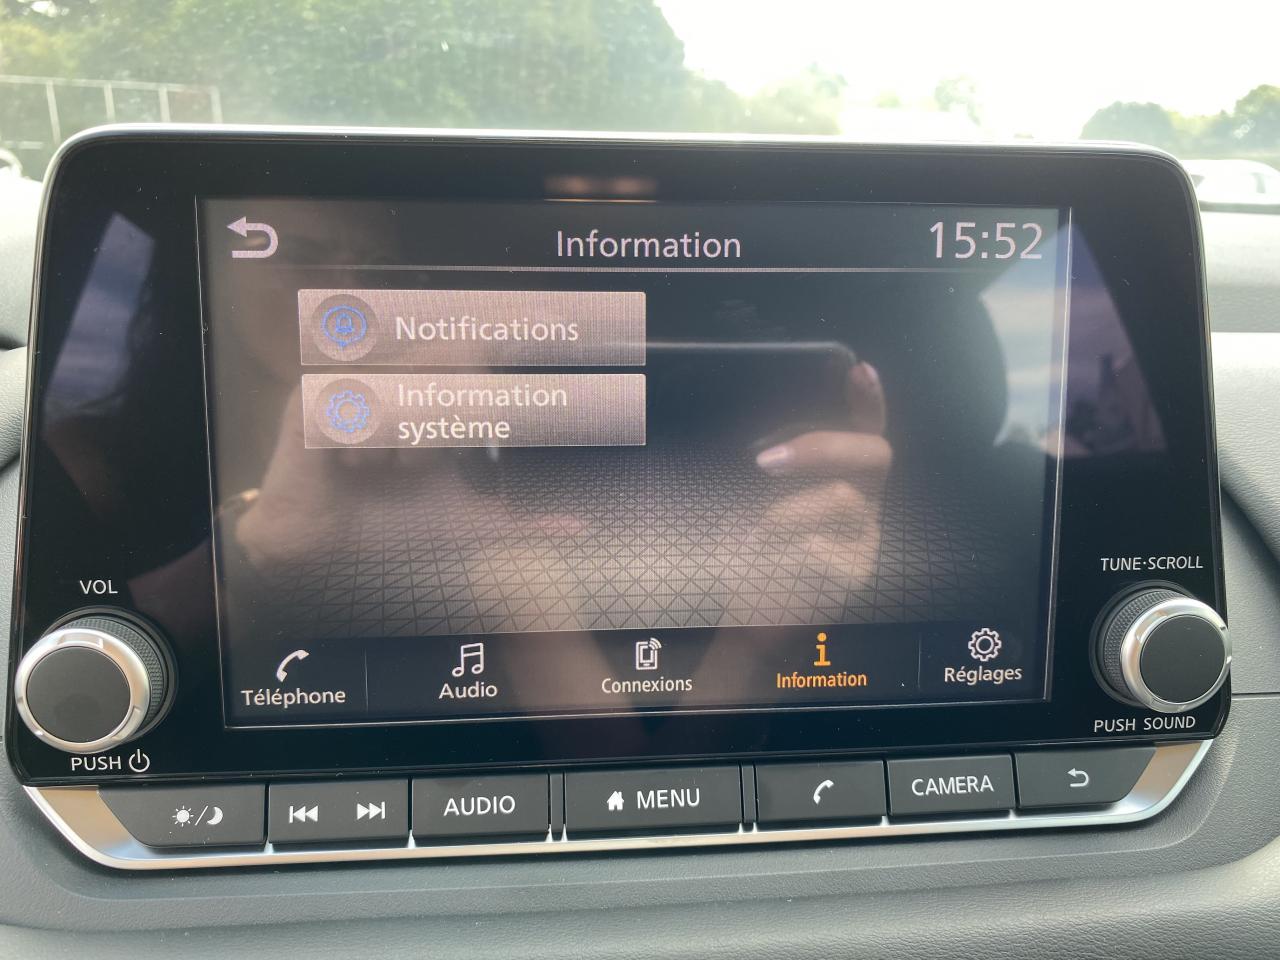 Information
15:52
Notifications
Information
système
VOL
TUNE·SCROLL
Téléphone
Audio
Connexions
Information
Réglages
PUSH
PUSH SOUND
AUDIO
MENU
CAMERA